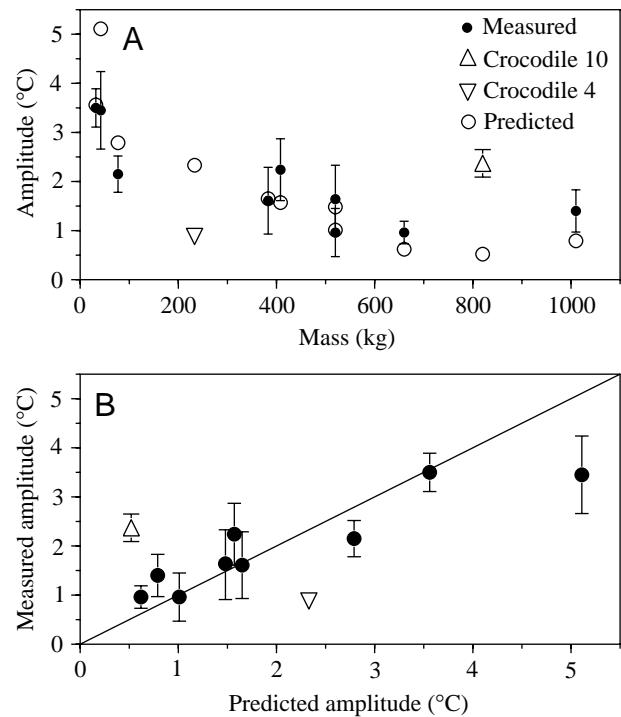 A
Measured
Crocodile 10
Crocodile 4
Predicted
Amplitude (°C)
5
4
3
2
1
0
0 200 400 600 800 1000
Mass (kg)
B
Measured amplitude (°C)
5
4
3
2
1
0
0 1 2 3 4 5
Predicted amplitude (°C)